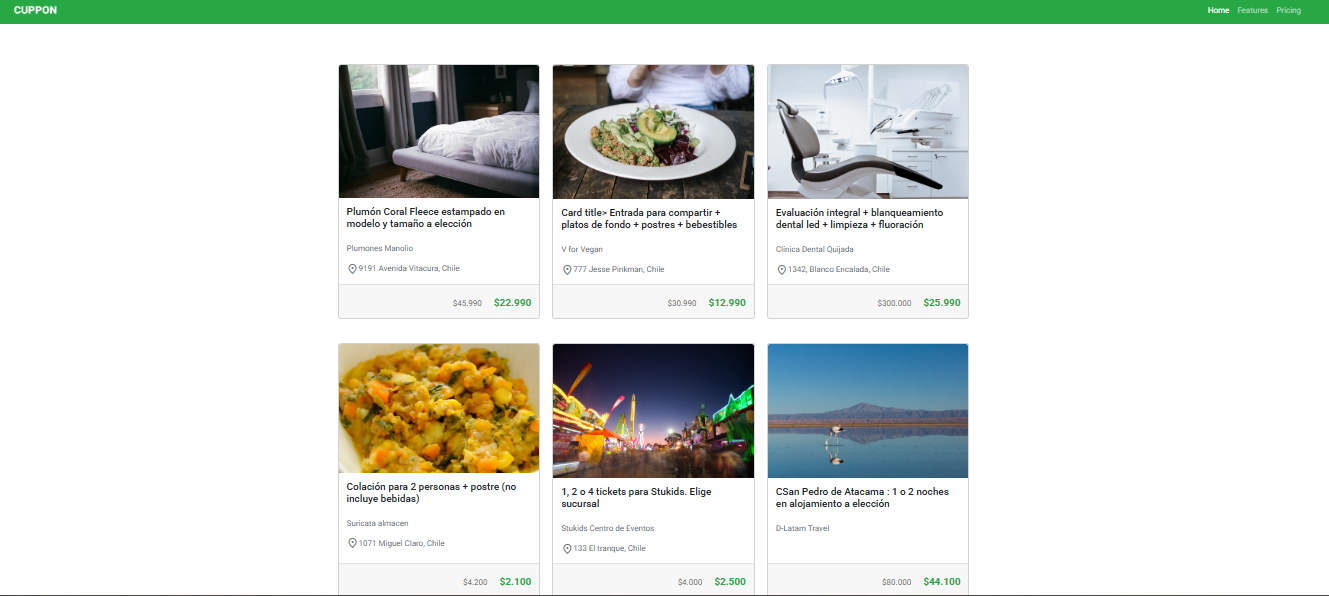 CUPPON
Home Features Pricing
Plumón Coral Fleece estampado en
modelo y tamaño a elección
Plumones Manolio
9191 Avenida Vitacura, Chile
$45.990 $22.990
Card title> Entrada para compartir +
platos de fondo + postres + bebestibles
V for Vegan
777 Jesse Pinkman, Chile
$30.990 $12.990
Evaluación integral + blanqueamiento
dental led + limpieza + fluoración
Clínica Dental Quijada
1342, Blanco Encalada, Chile
$300.000 $25.990
Colación para 2 personas + postre (no
incluye bebidas)
Suricata almacen
1071 Miguel Claro, Chile
$4.200 $2.100
1, 2 o 4 tickets para Stukids. Elige
sucursal
Stukids Centro de Eventos
133 El tranque, Chile
$4.000 $2.500
CSan Pedro de Atacama : 1 o 2 noches
en alojamiento a elección
D-Latam Travel
$80.000 $44.100